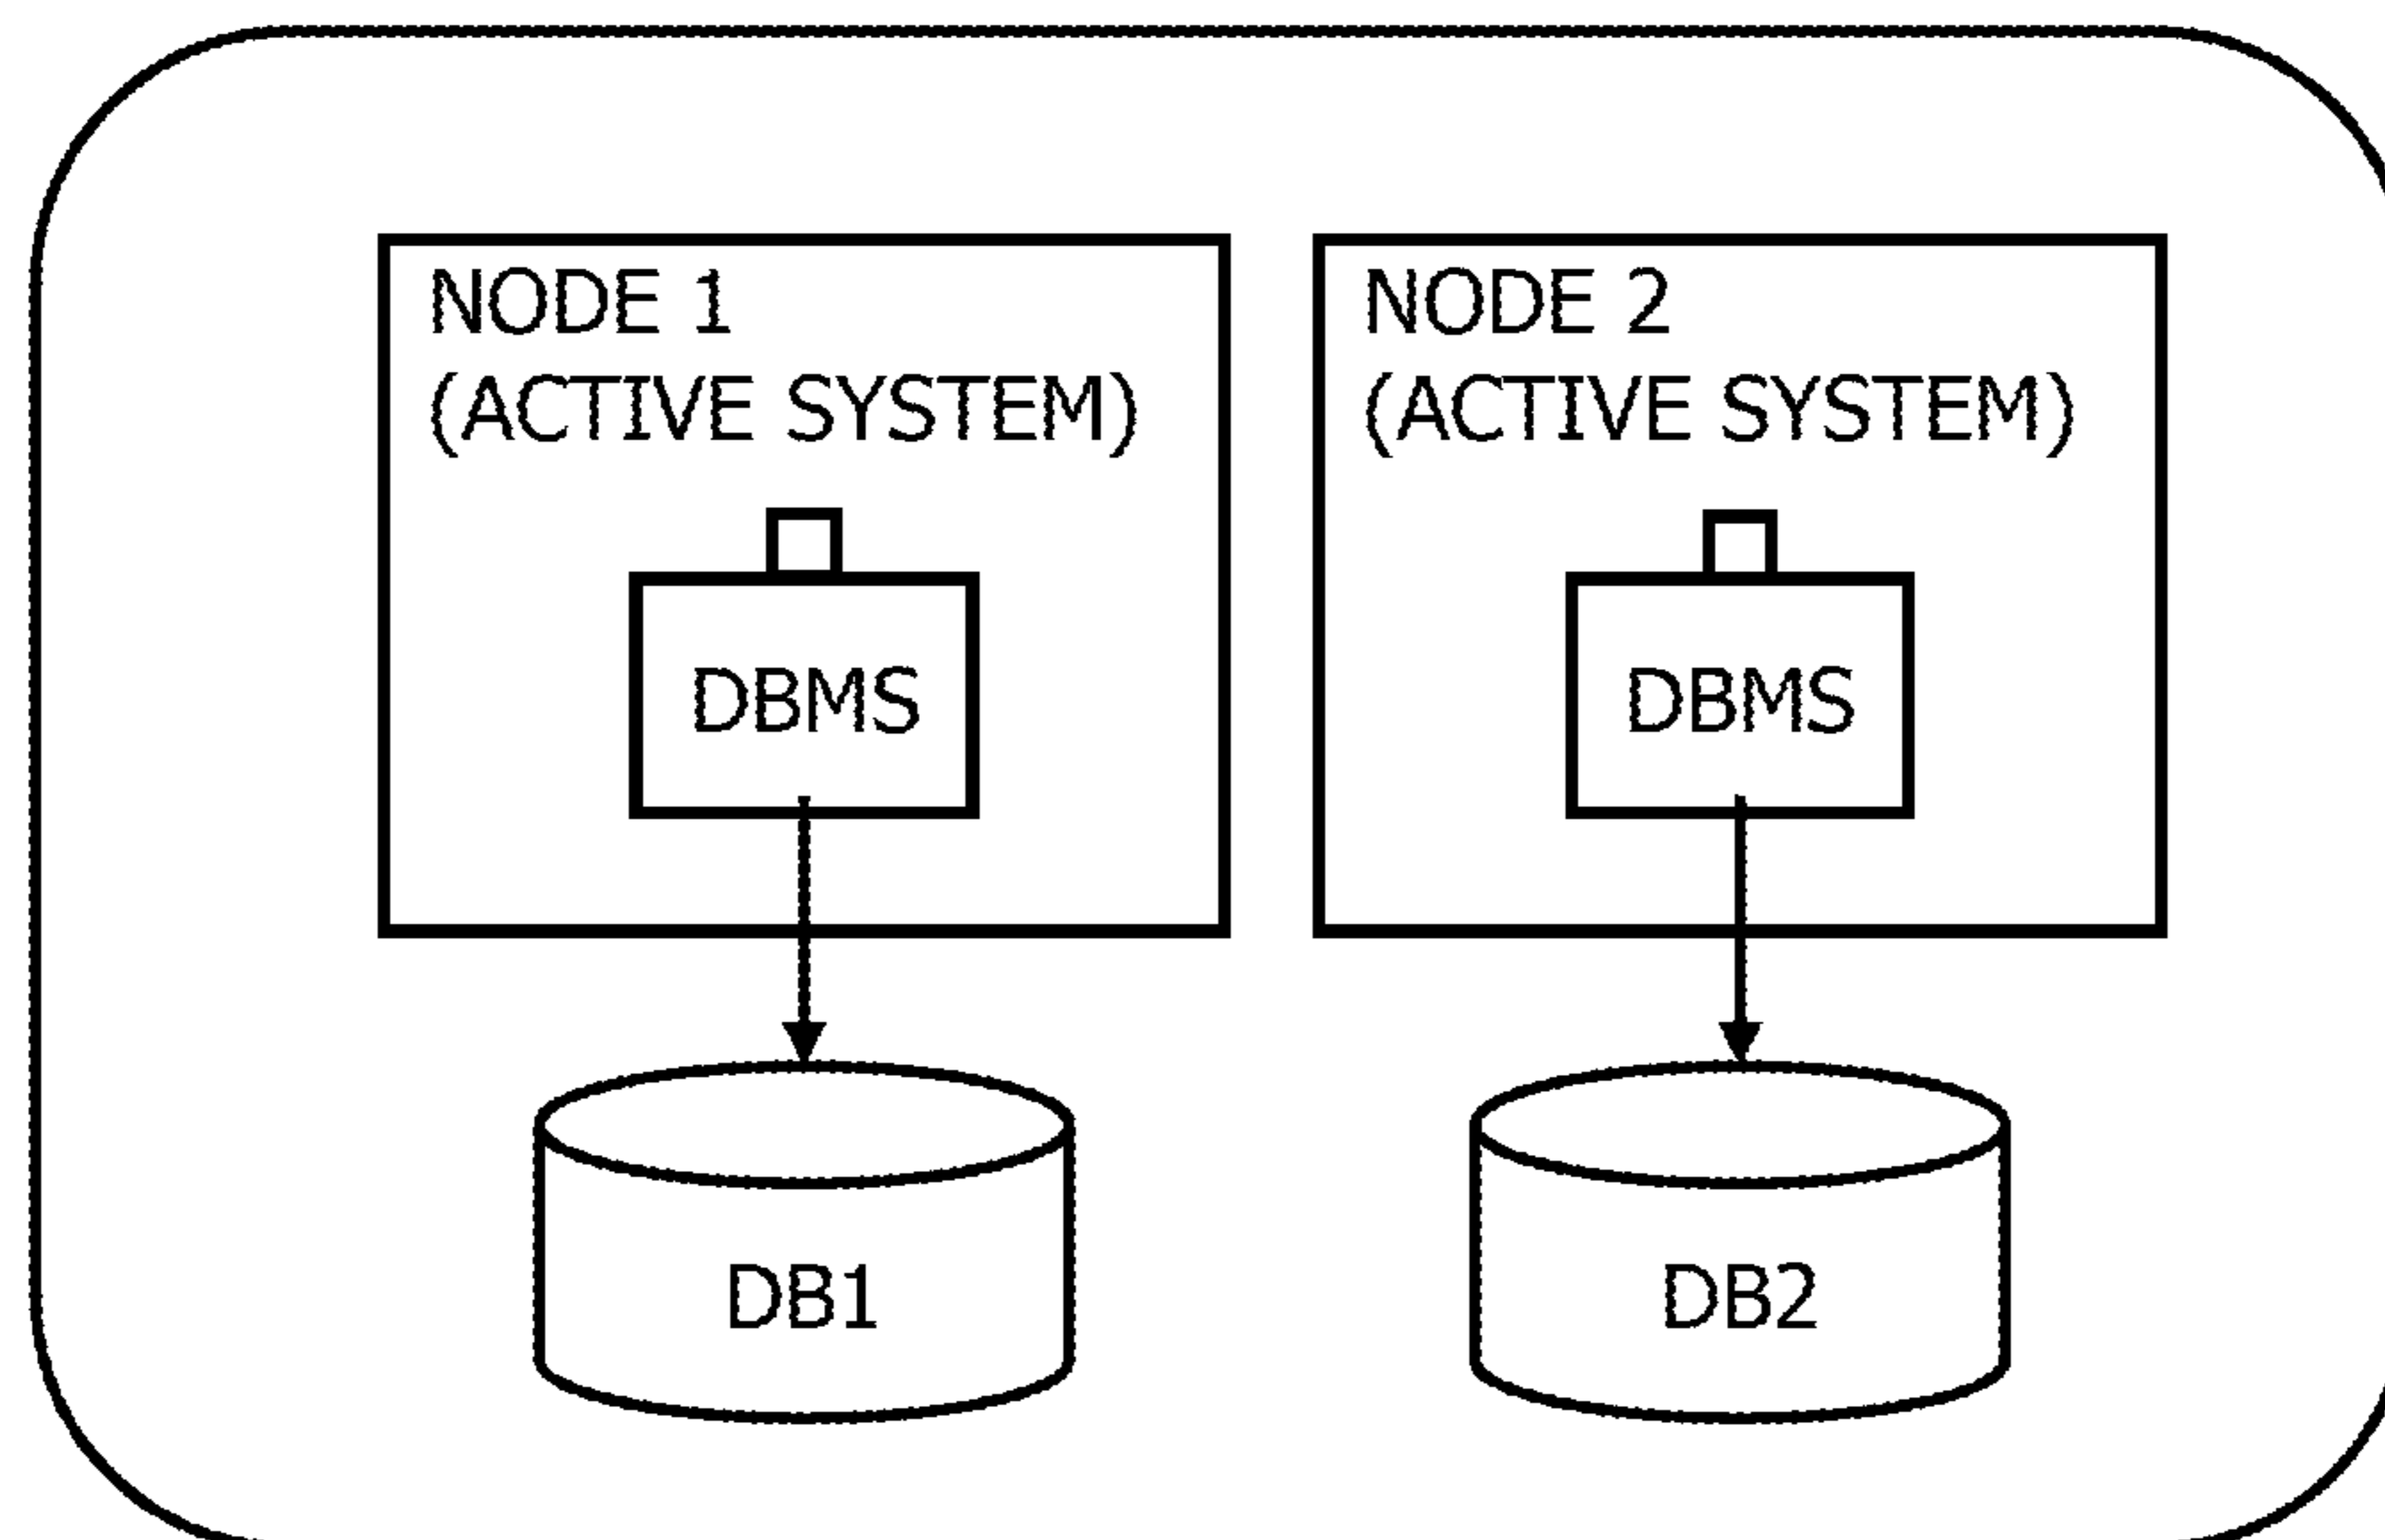 NODE 1
(ACTIVE SYSTEM)
DBMS
DB1
NODE 2
(ACTIVE SYSTEM)
DBMS
DB2